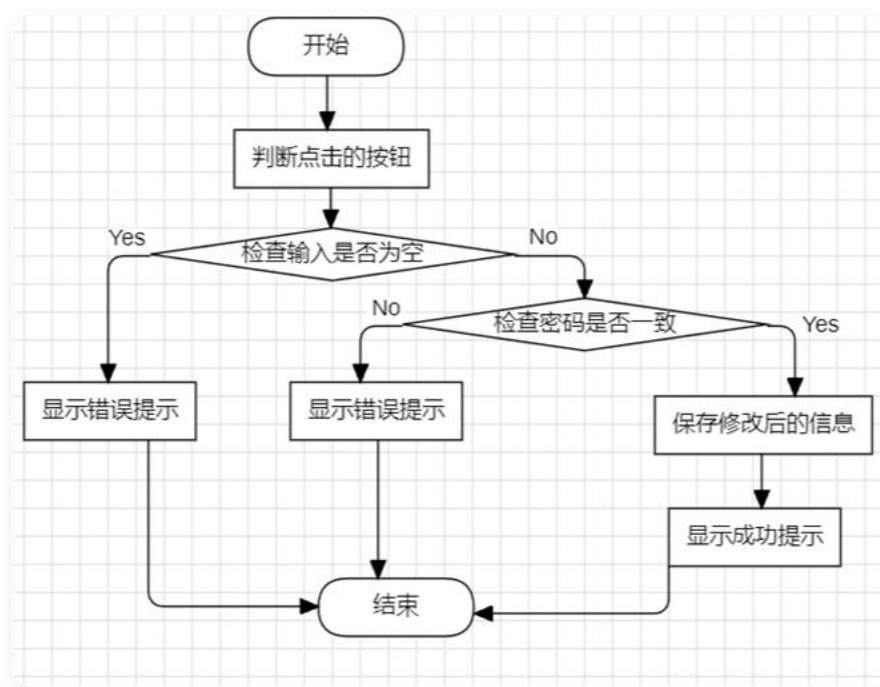 开始
判断点击的按钮
Yes
检查输入是否为空
No
No
检查密码是否一致
Yes
显示错误提示
显示错误提示
保存修改后的信息
显示成功提示
结束